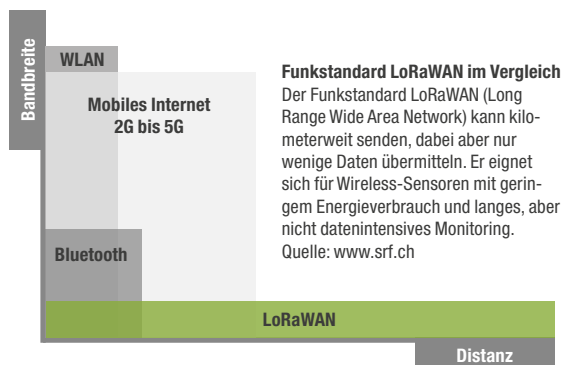 Bandbreite
WLAN
Mobiles Internet
2G bis 5G
Bluetooth
LoRaWAN
Distanz
Funkstandard LoRaWAN im Vergleich
Der Funkstandard LoRaWAN (Long
Range Wide Area Network) kann kilo-
meterweit senden, dabei aber nur
wenige Daten übermitteln. Er eignet
sich für Wireless-Sensoren mit gerin-
gem Energieverbrauch und langes, aber
nicht datenintensives Monitoring.
Quelle: www.srf.ch